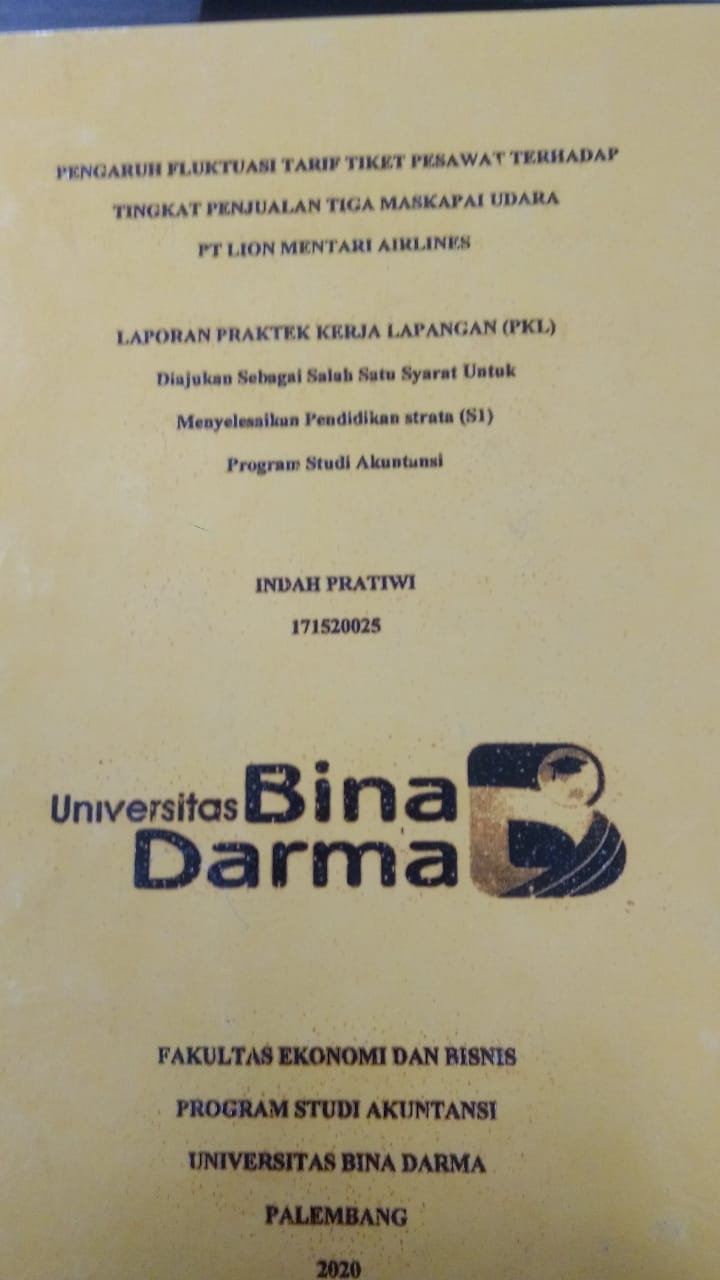 PENGARUH FLUKTUASI TARIF TIKET PESAWAT TERHADAP
TINGKAT PENJUALAN TIGA MASKAPAI UDARA
PT LION MENTARI AIRLINES
LAPORAN PRAKTEK KERJA LAPANGAN (PKL)
Diajukan Sebagai Salah Satu Syarat Untuk
Menyelesaikan Pendidikan strata (S1)
Program Studi Akuntansi
INDAH PRATIWI
171520025
Universitas Bina
Darma
FAKULTAS EKONOMI DAN BISNIS
PROGRAM STUDI AKUNTANSI
UNIVERSITAS BINA DARMA
PALEMBANG
2020